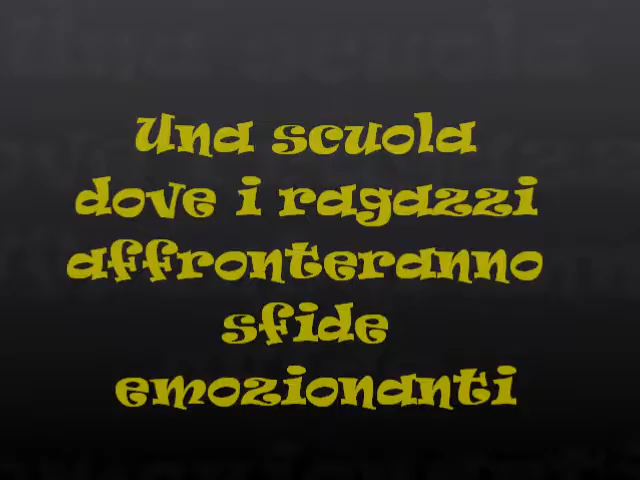 Una scuola
dove i ragazzi
affronteranno
sfide
emozionanti